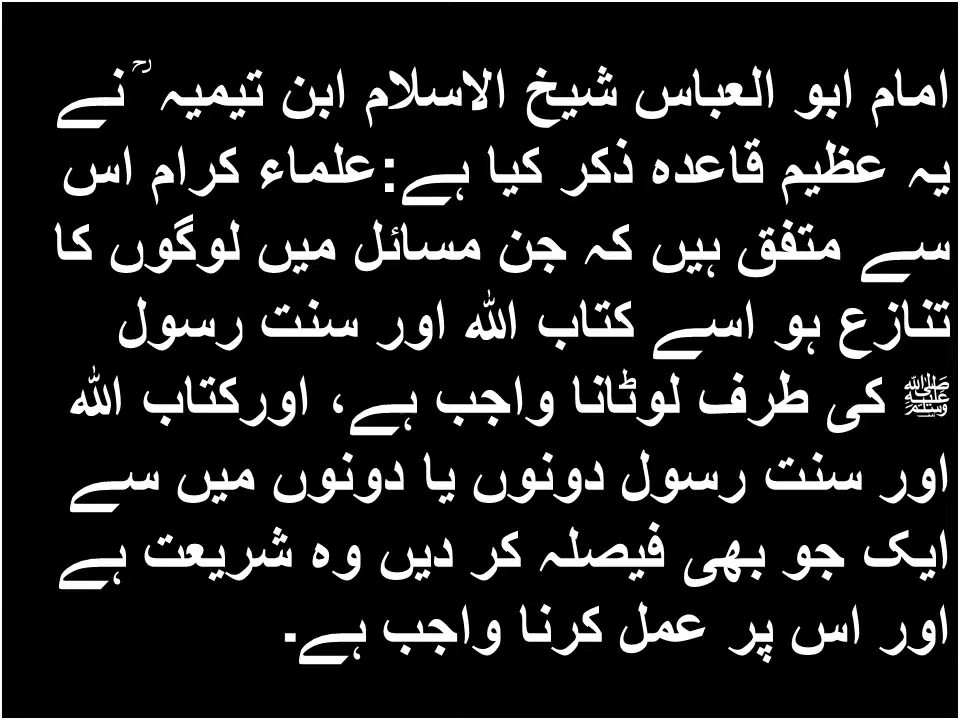 امام ابو العباس شیخ الاسلام ابن تیمیہ ؒ نے
یہ عظیم قاعدہ ذکر کیا ہے:علماء کرام اس
سے متفق ہیں کہ جن مسائل میں لوگوں کا
تنازع ہو اسے کتاب اللہ اور سنت رسول
ﷺ کی طرف لوٹانا واجب ہے، اورکتاب اللہ
اور سنت رسول دونوں یا دونوں میں سے
ایک جو بھی فیصلہ کر دیں وہ شریعت ہے
اور اس پر عمل کرنا واجب ہے۔